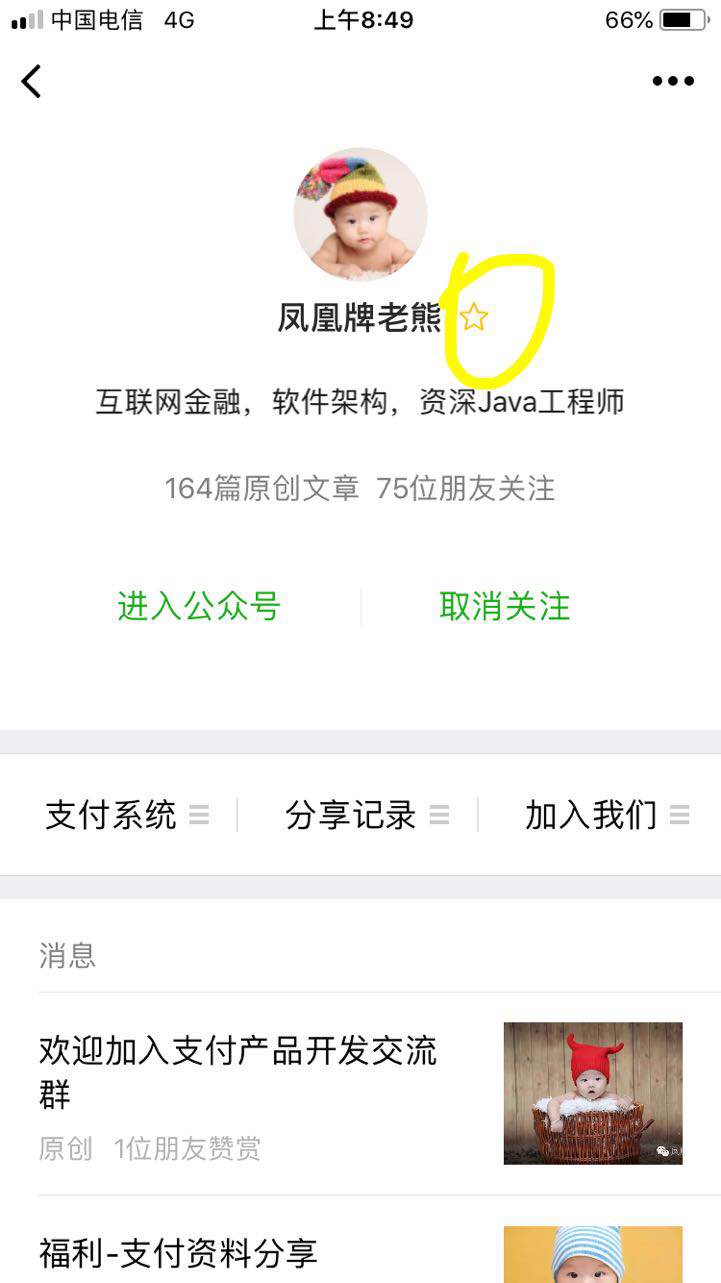 中国电信 4G 上午8:49 66%
凤凰牌老熊
互联网金融，软件架构，资深Java工程师
164篇原创文章 75位朋友关注
进入公众号 取消关注
支付系统 分享记录 加入我们
消息
欢迎加入支付产品开发交流
群
原创 1位朋友赞赏
福利-支付资料分享